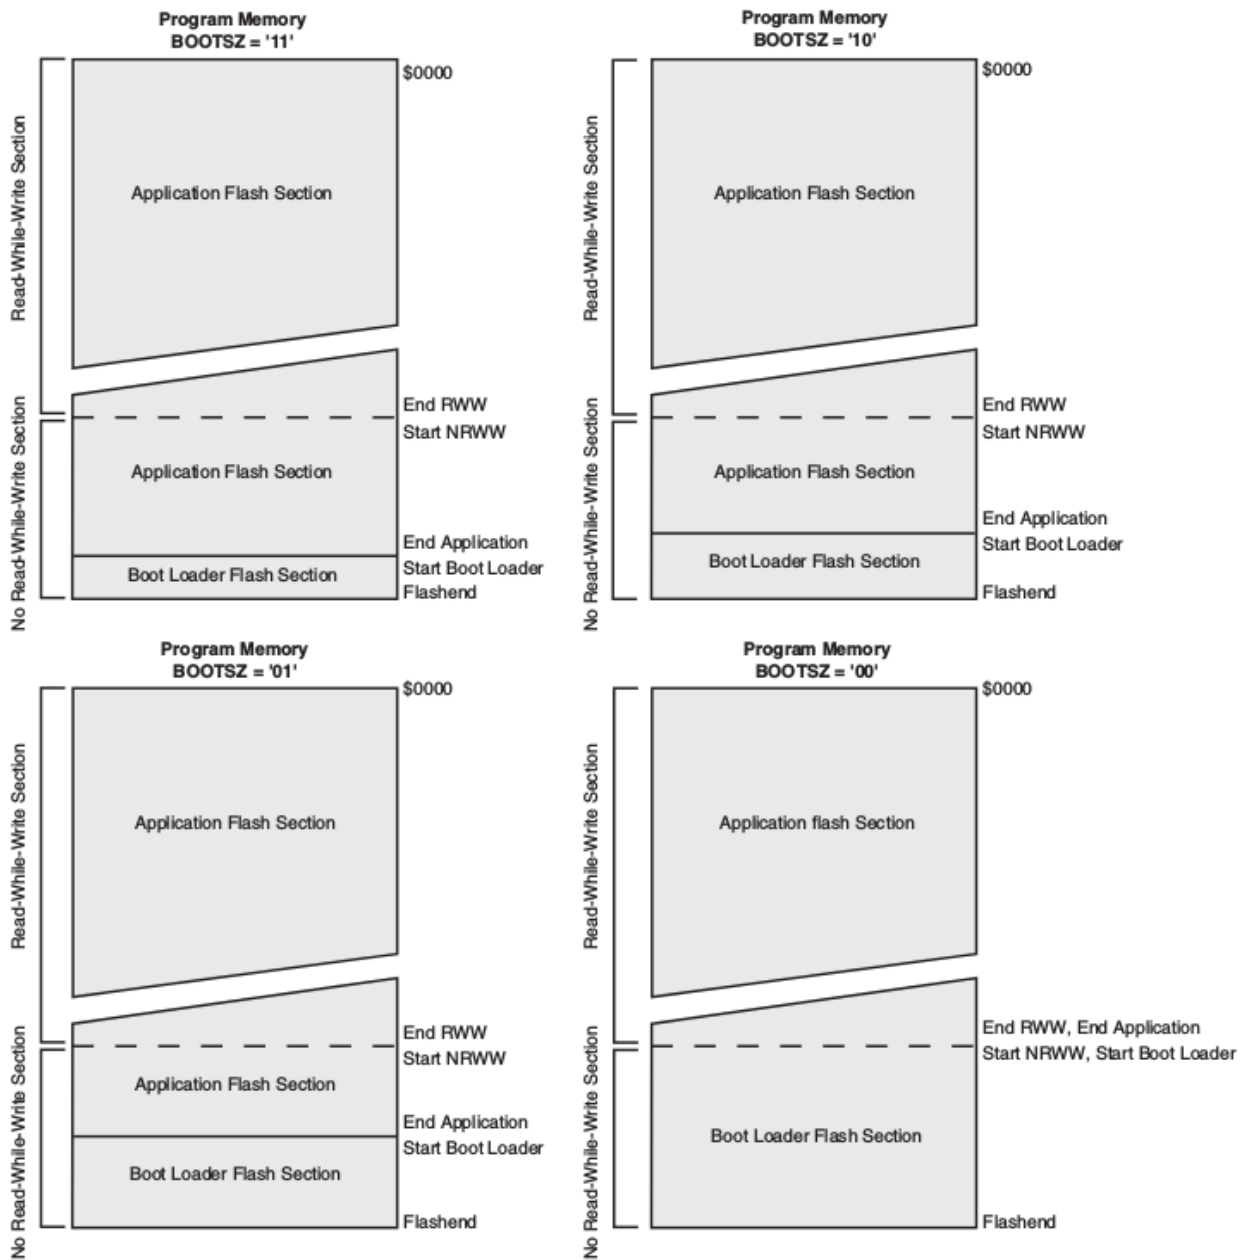 Program Memory
BOOTSZ = '11'
$0000
Read-While-Write Section
Application Flash Section
End RWW
Start NRWW
No Read-While-Write Section
Application Flash Section
End Application
Start Boot Loader
Boot Loader Flash Section
Flashend
Program Memory
BOOTSZ = '10'
$0000
Read-While-Write Section
Application Flash Section
End RWW
Start NRWW
No Read-While-Write Section
Application Flash Section
End Application
Start Boot Loader
Boot Loader Flash Section
Flashend
Program Memory
BOOTSZ = '01'
$0000
Read-While-Write Section
Application Flash Section
End RWW
Start NRWW
No Read-While-Write Section
Application Flash Section
End Application
Start Boot Loader
Boot Loader Flash Section
Flashend
Program Memory
BOOTSZ = '00'
$0000
Read-While-Write Section
Application flash Section
End RWW, End Application
Start NRWW, Start Boot Loader
No Read-While-Write Section
Boot Loader Flash Section
Flashend